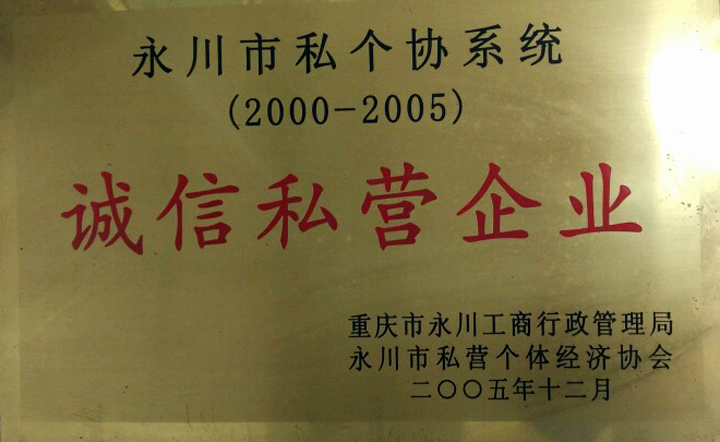 永川市私个协系统
(2000-2005)
诚信私营企业
重庆市永川工商行政管理局
永川市私营个体经济协会
二〇〇五年十二月